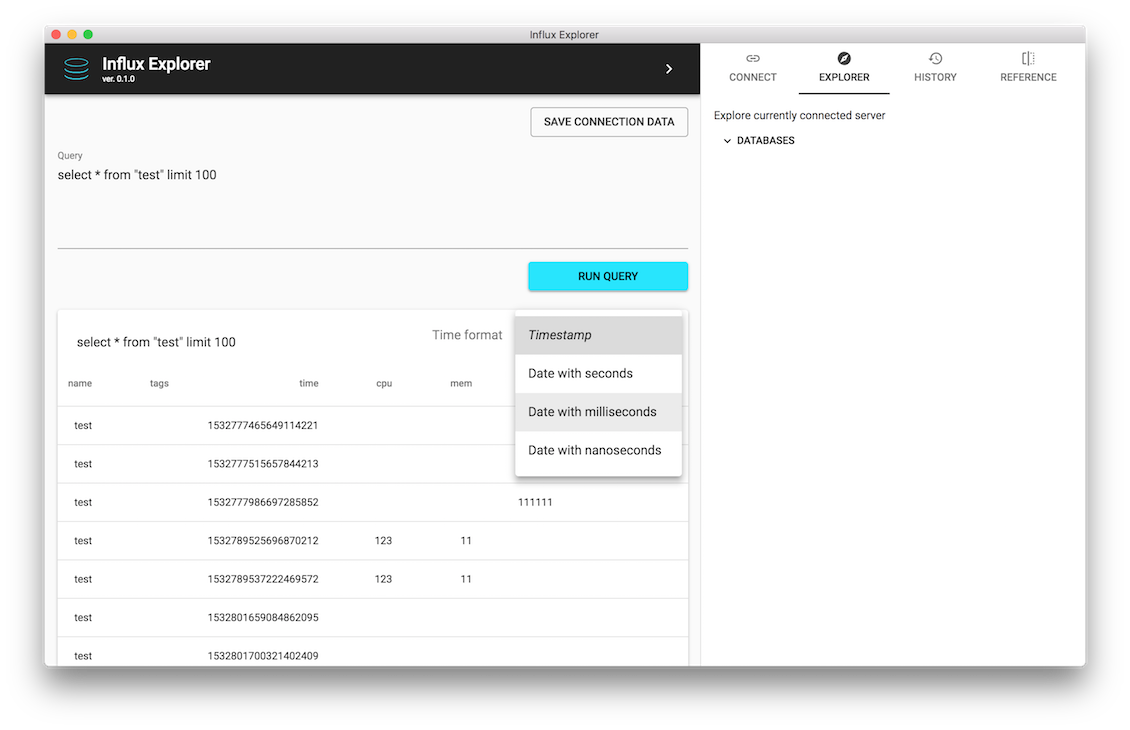 Influx Explorer
Influx Explorer
ver. 0.1.0
CONNECT
EXPLORER
HISTORY
REFERENCE
SAVE CONNECTION DATA
Explore currently connected server
DATABASES
Query
select * from "test" limit 100
RUN QUERY
select * from "test" limit 100
Time format
Timestamp
Date with seconds
Date with milliseconds
Date with nanoseconds
name tags time cpu mem
test 1532777465649114221
test 1532777515657844213
test 1532777986697285852 111111
test 1532789525696870212 123 11
test 1532789537222469572 123 11
test 1532801659084862095
test 1532801700321402409